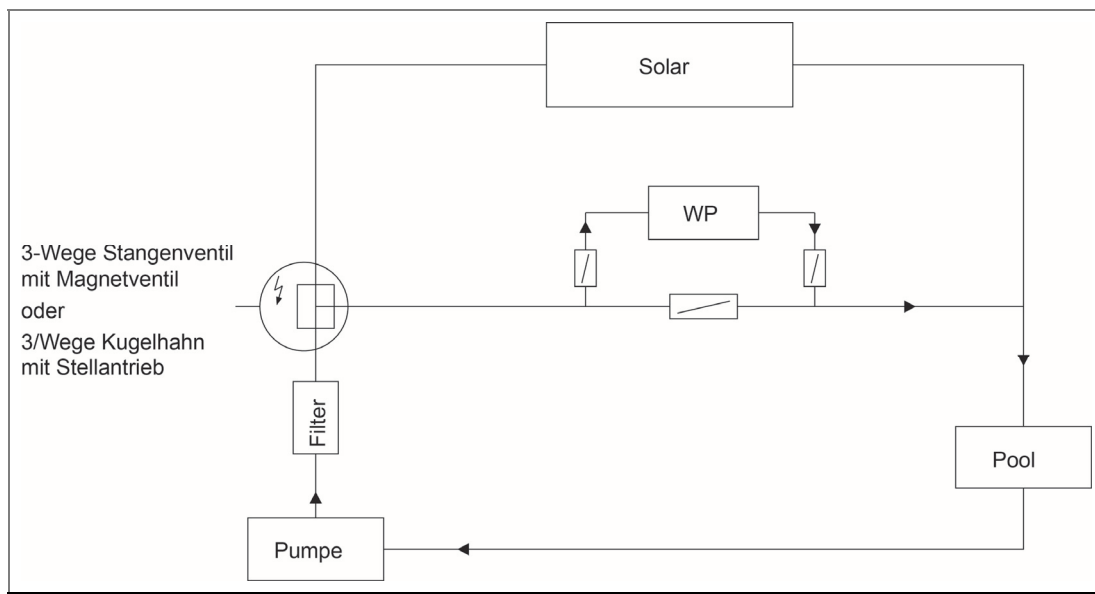 Solar
WP
3-Wege Stangenventil
mit Magnetventil
oder
3/Wege Kugelhahn
mit Stellantrieb
Filter
Pool
Pumpe